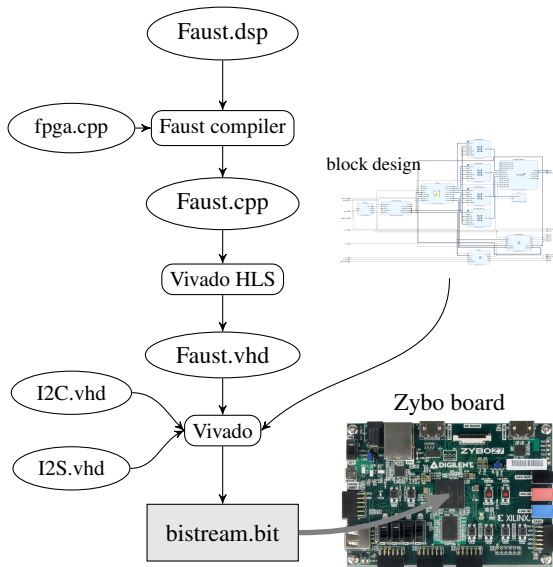 Faust.dsp
fpga.cpp
Faust compiler
block design
Faust.cpp
Vivado HLS
Faust.vhd
I2C.vhd
Zybo board
Vivado
I2S.vhd
ZYBO Z7
DIGILENT
XILINX
bistream.bit